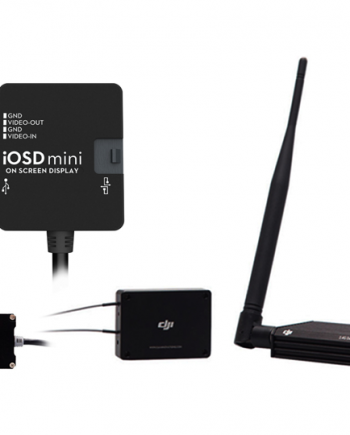 GND
VIDEO-OUT
GND
VIDEO-IN
iOSD mini
ON SCREEN DISPLAY
dji